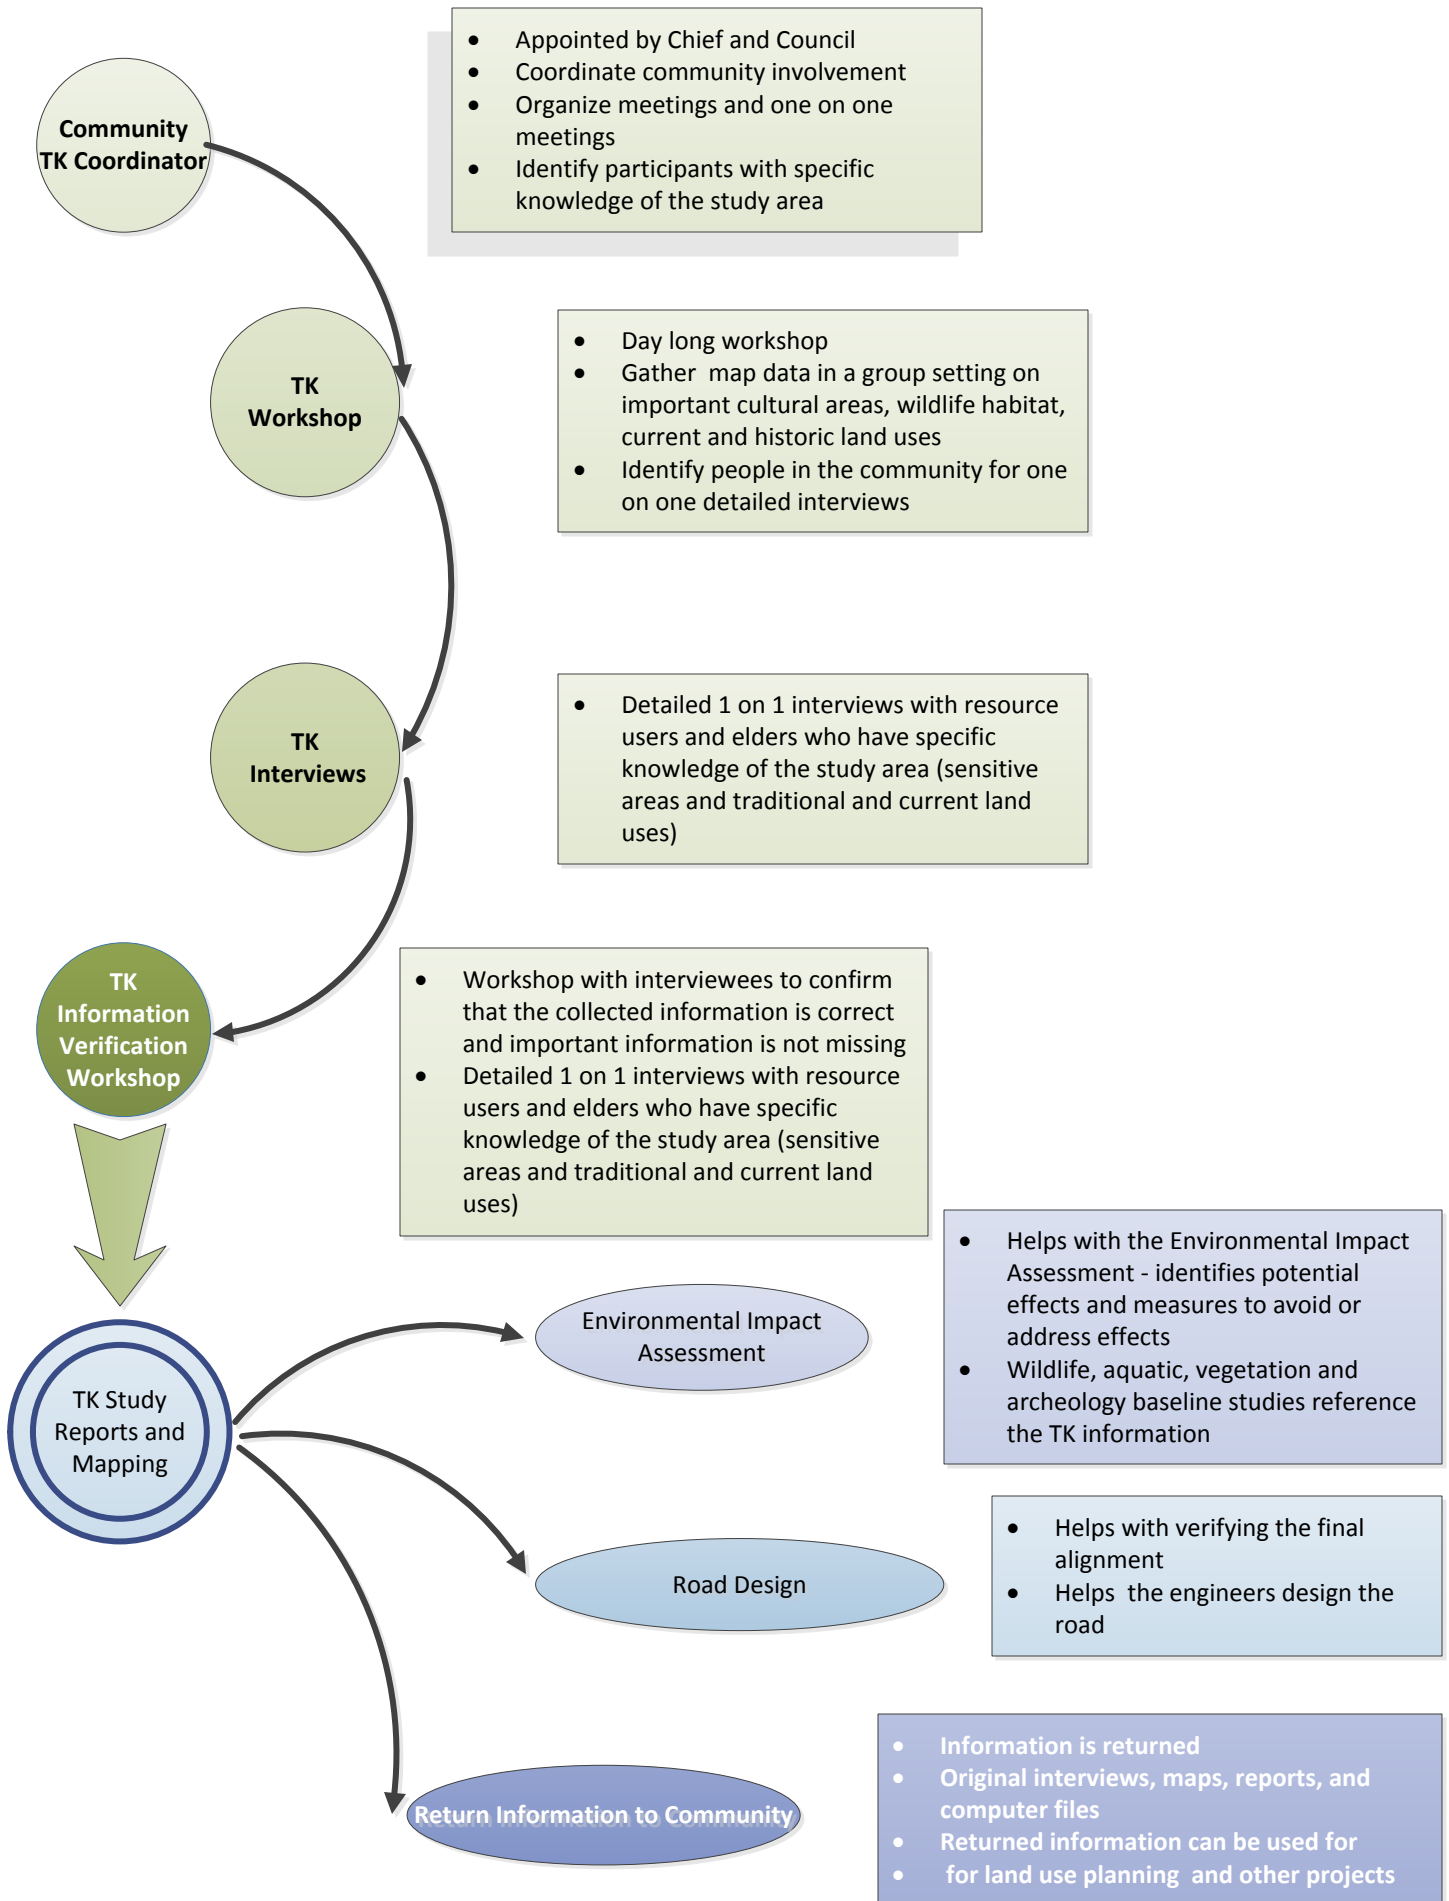 Community
TK Coordinator
• Appointed by Chief and Council
• Coordinate community involvement
• Organize meetings and one on one
meetings
• Identify participants with specific
knowledge of the study area
TK
Workshop
• Day long workshop
• Gather  map data in a group setting on
important cultural areas, wildlife habitat,
current and historic land uses
• Identify people in the community for one
on one detailed interviews
TK
Interviews
• Detailed 1 on 1 interviews with resource
users and elders who have specific
knowledge of the study area (sensitive
areas and traditional and current land
uses)
TK
Information
Verification
Workshop
• Workshop with interviewees to confirm
that the collected information is correct
and important information is not missing
• Detailed 1 on 1 interviews with resource
users and elders who have specific
knowledge of the study area (sensitive
areas and traditional and current land
uses)
TK Study
Reports and
Mapping
Environmental Impact
Assessment
• Helps with the Environmental Impact
Assessment - identifies potential
effects and measures to avoid or
address effects
• Wildlife, aquatic, vegetation and
archeology baseline studies reference
the TK information
Road Design
• Helps with verifying the final
alignment
• Helps  the engineers design the
road
Return Information to Community
• Information is returned
• Original interviews, maps, reports, and
computer files
• Returned information can be used for
• for land use planning  and other projects